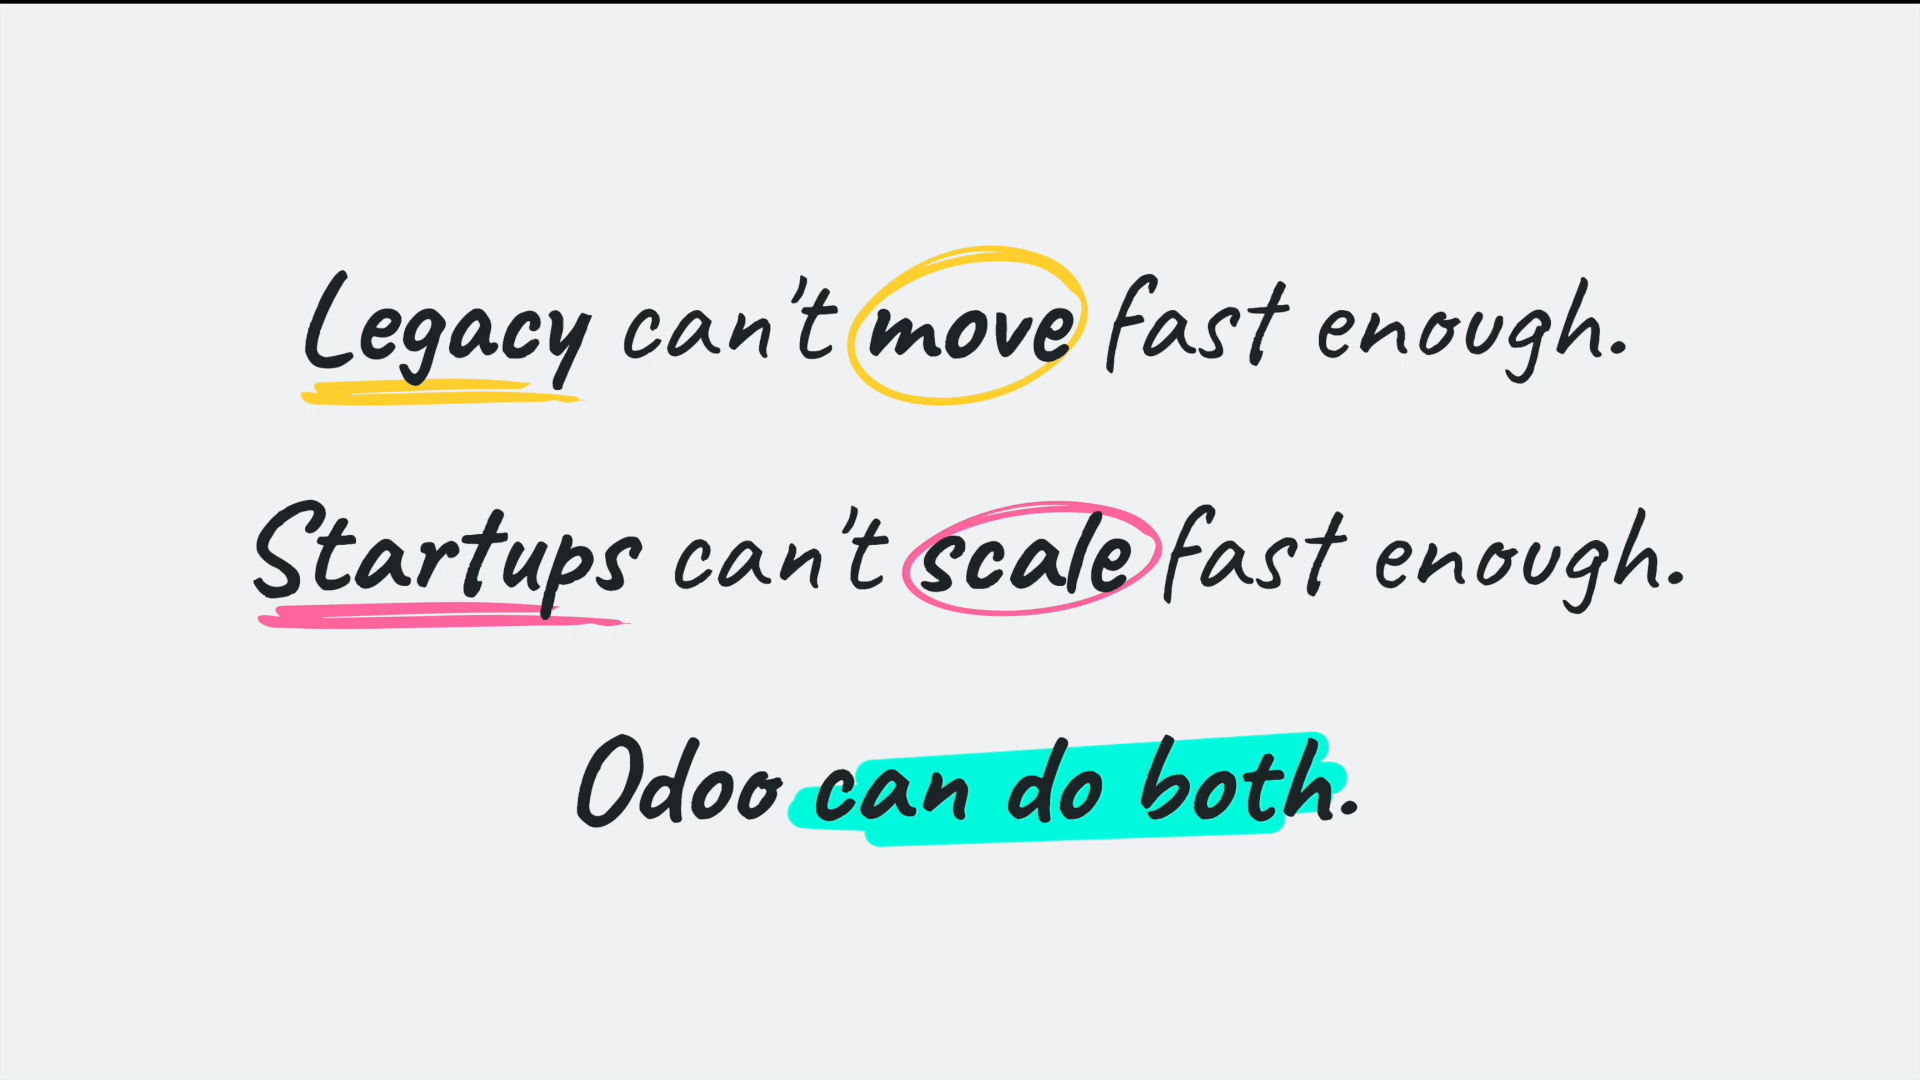 Legacy can't move fast enough.
Startups can't scale fast enough.
Odoo can do both.